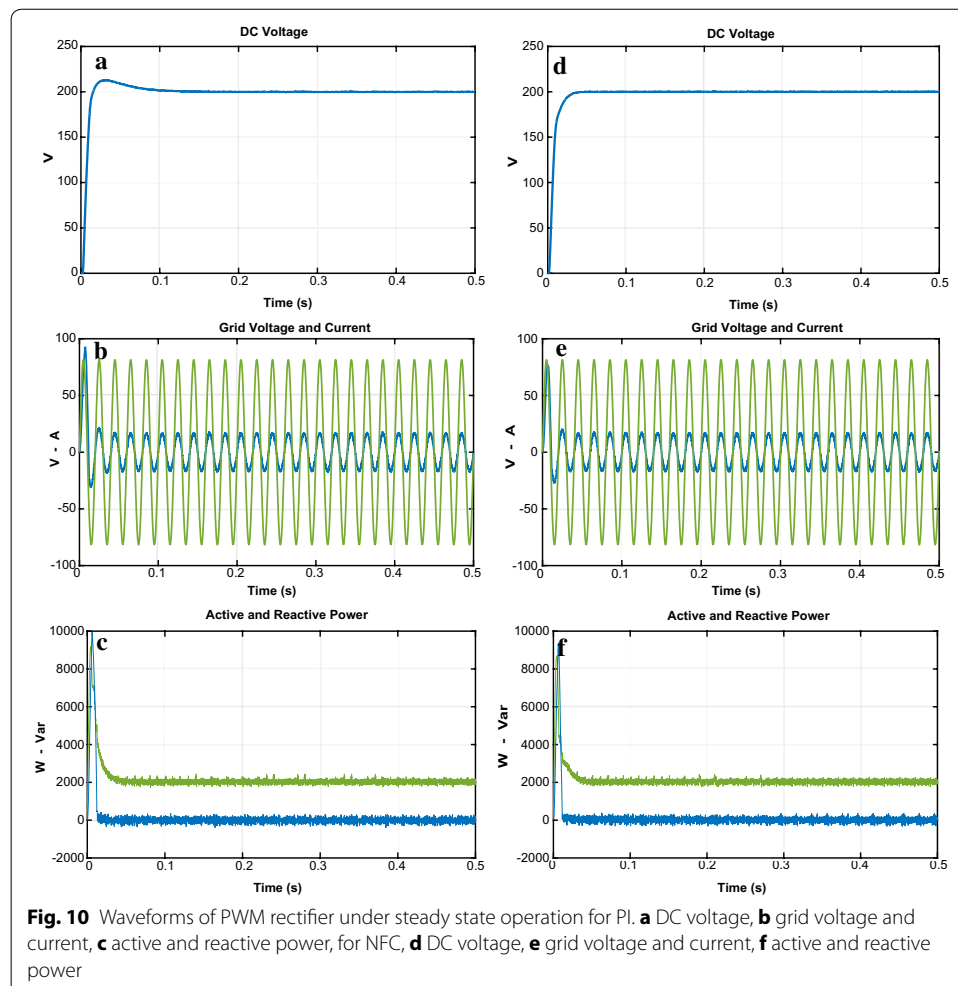 DC Voltage
a
250
200
150
100
50
0
V
0 0.1 0.2 0.3 0.4 0.5
Time (s)
DC Voltage
d
250
200
150
100
50
0
V
0 0.1 0.2 0.3 0.4 0.5
Time (s)
Grid Voltage and Current
b
100
50
0
-50
-100
V - A
0 0.1 0.2 0.3 0.4 0.5
Time (s)
Grid Voltage and Current
e
100
50
0
-50
-100
V - A
0 0.1 0.2 0.3 0.4 0.5
Time (s)
Active and Reactive Power
c
10000
8000
6000
4000
2000
0
-2000
W - Var
0 0.1 0.2 0.3 0.4 0.5
Time (s)
Active and Reactive Power
f
10000
8000
6000
4000
2000
0
-2000
W - Var
0 0.1 0.2 0.3 0.4 0.5
Time (s)
Fig. 10 Waveforms of PWM rectifier under steady state operation for PI. a DC voltage, b grid voltage and
current, c active and reactive power, for NFC, d DC voltage, e grid voltage and current, f active and reactive
power